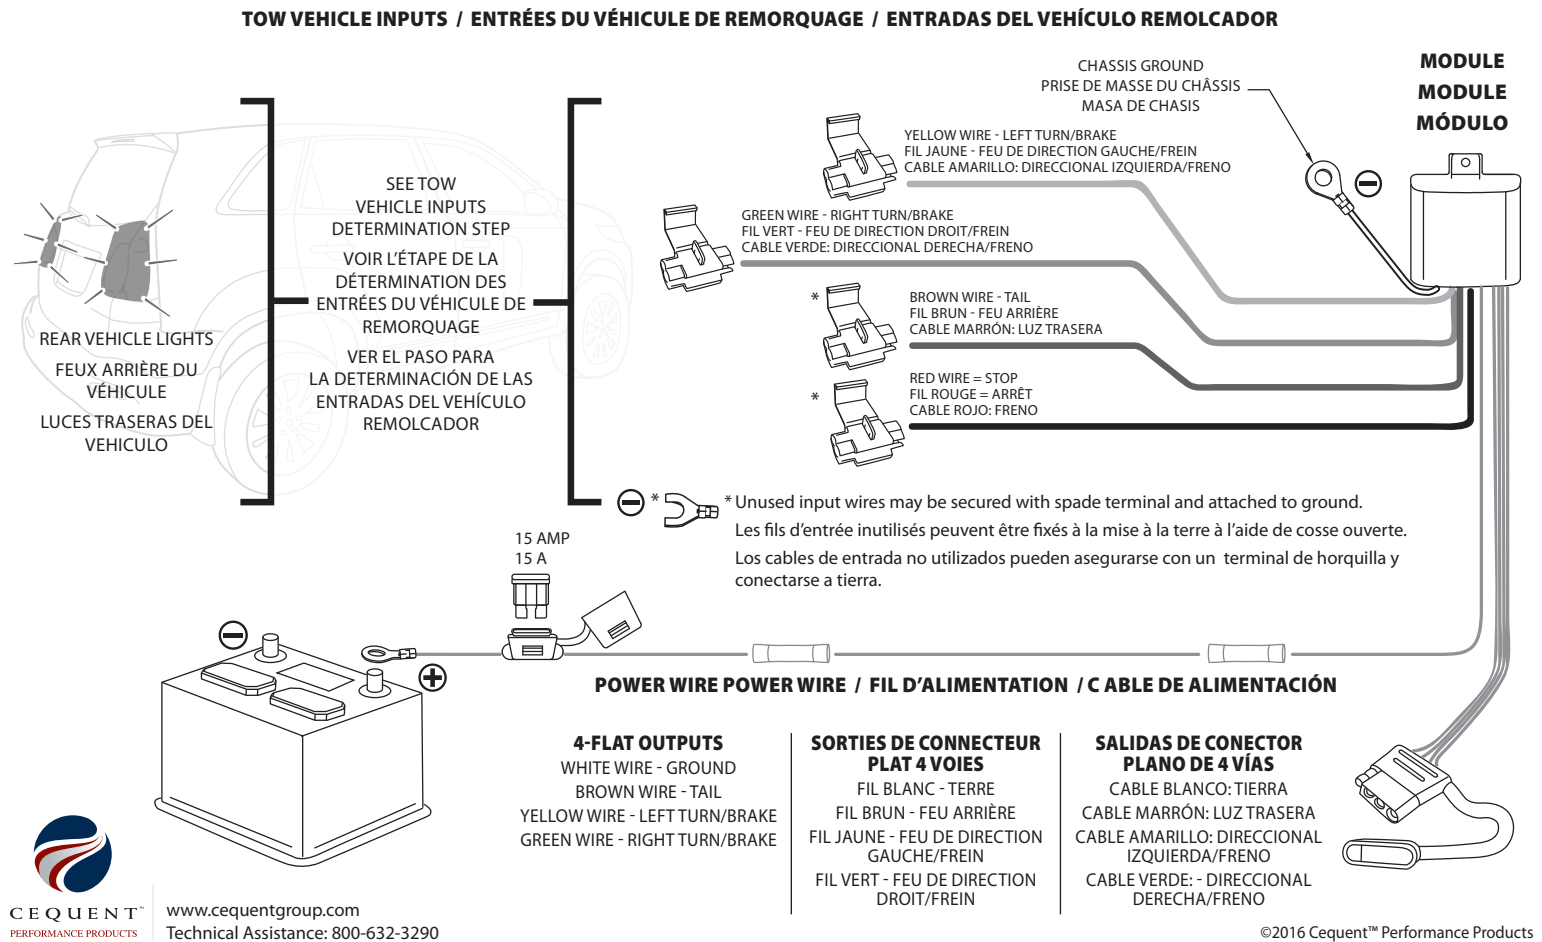 TOW VEHICLE INPUTS / ENTRÉES DU VÉHICULE DE REMORQUAGE / ENTRADAS DEL VEHÍCULO REMOLCADOR
CHASSIS GROUND
PRISE DE MASSE DU CHÂSSIS
MASA DE CHASIS
MODULE
MODULE
MÓDULO
YELLOW WIRE - LEFT TURN/BRAKE
FIL JAUNE - FEU DE DIRECTION GAUCHE/FREIN
CABLE AMARILLO: DIRECCIONAL IZQUIERDA/FRENO
GREEN WIRE - RIGHT TURN/BRAKE
FIL VERT - FEU DE DIRECTION DROIT/FREIN
CABLE VERDE: DIRECCIONAL DERECHA/FRENO
*
BROWN WIRE - TAIL
FIL BRUN - FEU ARRIÈRE
CABLE MARRÓN: LUZ TRASERA
*
RED WIRE = STOP
FIL ROUGE = ARRÊT
CABLE ROJO: FRENO
SEE TOW
VEHICLE INPUTS
DETERMINATION STEP
VOIR L’ÉTAPE DE LA
DÉTERMINATION DES
ENTRÉES DU VÉHICULE DE
REMORQUAGE
VER EL PASO PARA
LA DETERMINACIÓN DE LAS
ENTRADAS DEL VEHÍCULO
REMOLCADOR
REAR VEHICLE LIGHTS
FEUX ARRIÈRE DU
VÉHICULE
LUCES TRASERAS DEL
VEHICULO
*
* Unused input wires may be secured with spade terminal and attached to ground.
Les fils d’entrée inutilisés peuvent être fixés à la mise à la terre à l’aide de cosse ouverte.
Los cables de entrada no utilizados pueden asegurarse con un terminal de horquilla y
conectarse a tierra.
15 AMP
15 A
POWER WIRE POWER WIRE / FIL D’ALIMENTATION / C ABLE DE ALIMENTACIÓN
4-FLAT OUTPUTS
WHITE WIRE - GROUND
BROWN WIRE - TAIL
YELLOW WIRE - LEFT TURN/BRAKE
GREEN WIRE - RIGHT TURN/BRAKE
SORTIES DE CONNECTEUR
PLAT 4 VOIES
FIL BLANC - TERRE
FIL BRUN - FEU ARRIÈRE
FIL JAUNE - FEU DE DIRECTION
GAUCHE/FREIN
FIL VERT - FEU DE DIRECTION
DROIT/FREIN
SALIDAS DE CONECTOR
PLANO DE 4 VÍAS
CABLE BLANCO: TIERRA
CABLE MARRÓN: LUZ TRASERA
CABLE AMARILLO: DIRECCIONAL
IZQUIERDA/FRENO
CABLE VERDE: - DIRECCIONAL
DERECHA/FRENO
CEQUENT™
PERFORMANCE PRODUCTS
www.cequentgroup.com
Technical Assistance: 800-632-3290
©2016 Cequent™ Performance Products